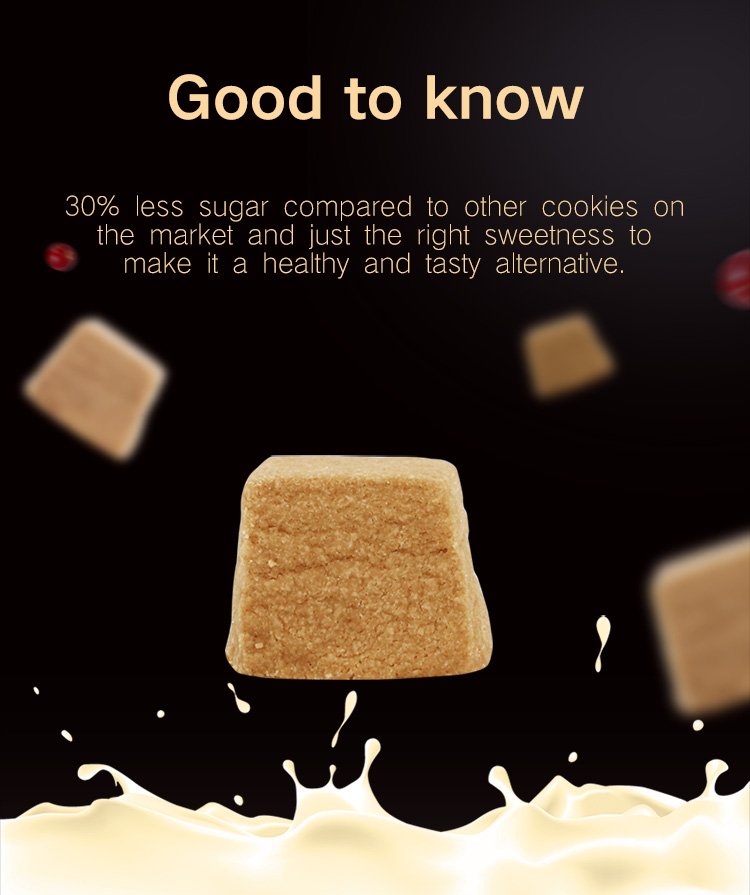 Good to know
30% less sugar compared to other cookies on
the market and just the right sweetness to
make it a healthy and tasty alternative.